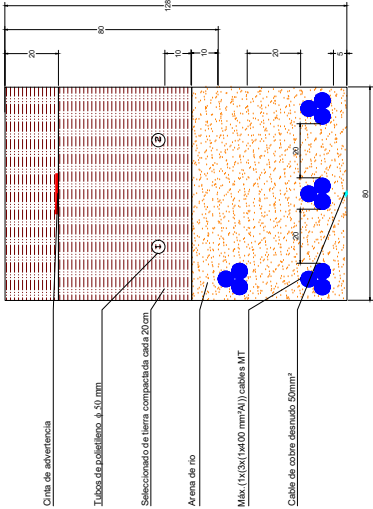 128
80
20
10
10
20
5
2
1
20
20
80
Cinta de advertencia
Tubos de polietileno ϕ 50 mm
Seleccionado de tierra compactada cada 20cm
Arena de río
Máx.(1x(3x(1x400 mm²Al)) cables MT
Cable de cobre desnudo 50mm²